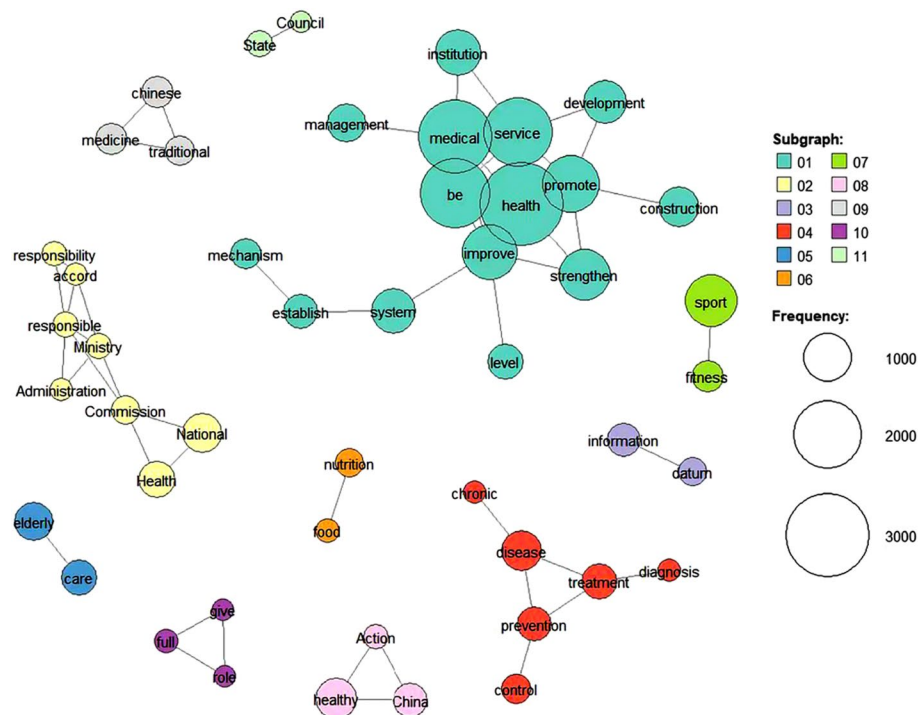 Council
State
institution
chinese
development
management
medical
service
medicine
traditional
be
health
promote
construction
responsibility
mechanism
improve
accord
strengthen
establish
system
sport
responsible
Ministry
level
Administration
fitness
Commission
National
information
nutrition
datum
Health
chronic
elderly
food
disease
care
treatment
diagnosis
give
prevention
full
Action
role
control
healthy
China
Subgraph:
01 07
02 08
03 09
04 10
05 11
06
Frequency:
1000
2000
3000